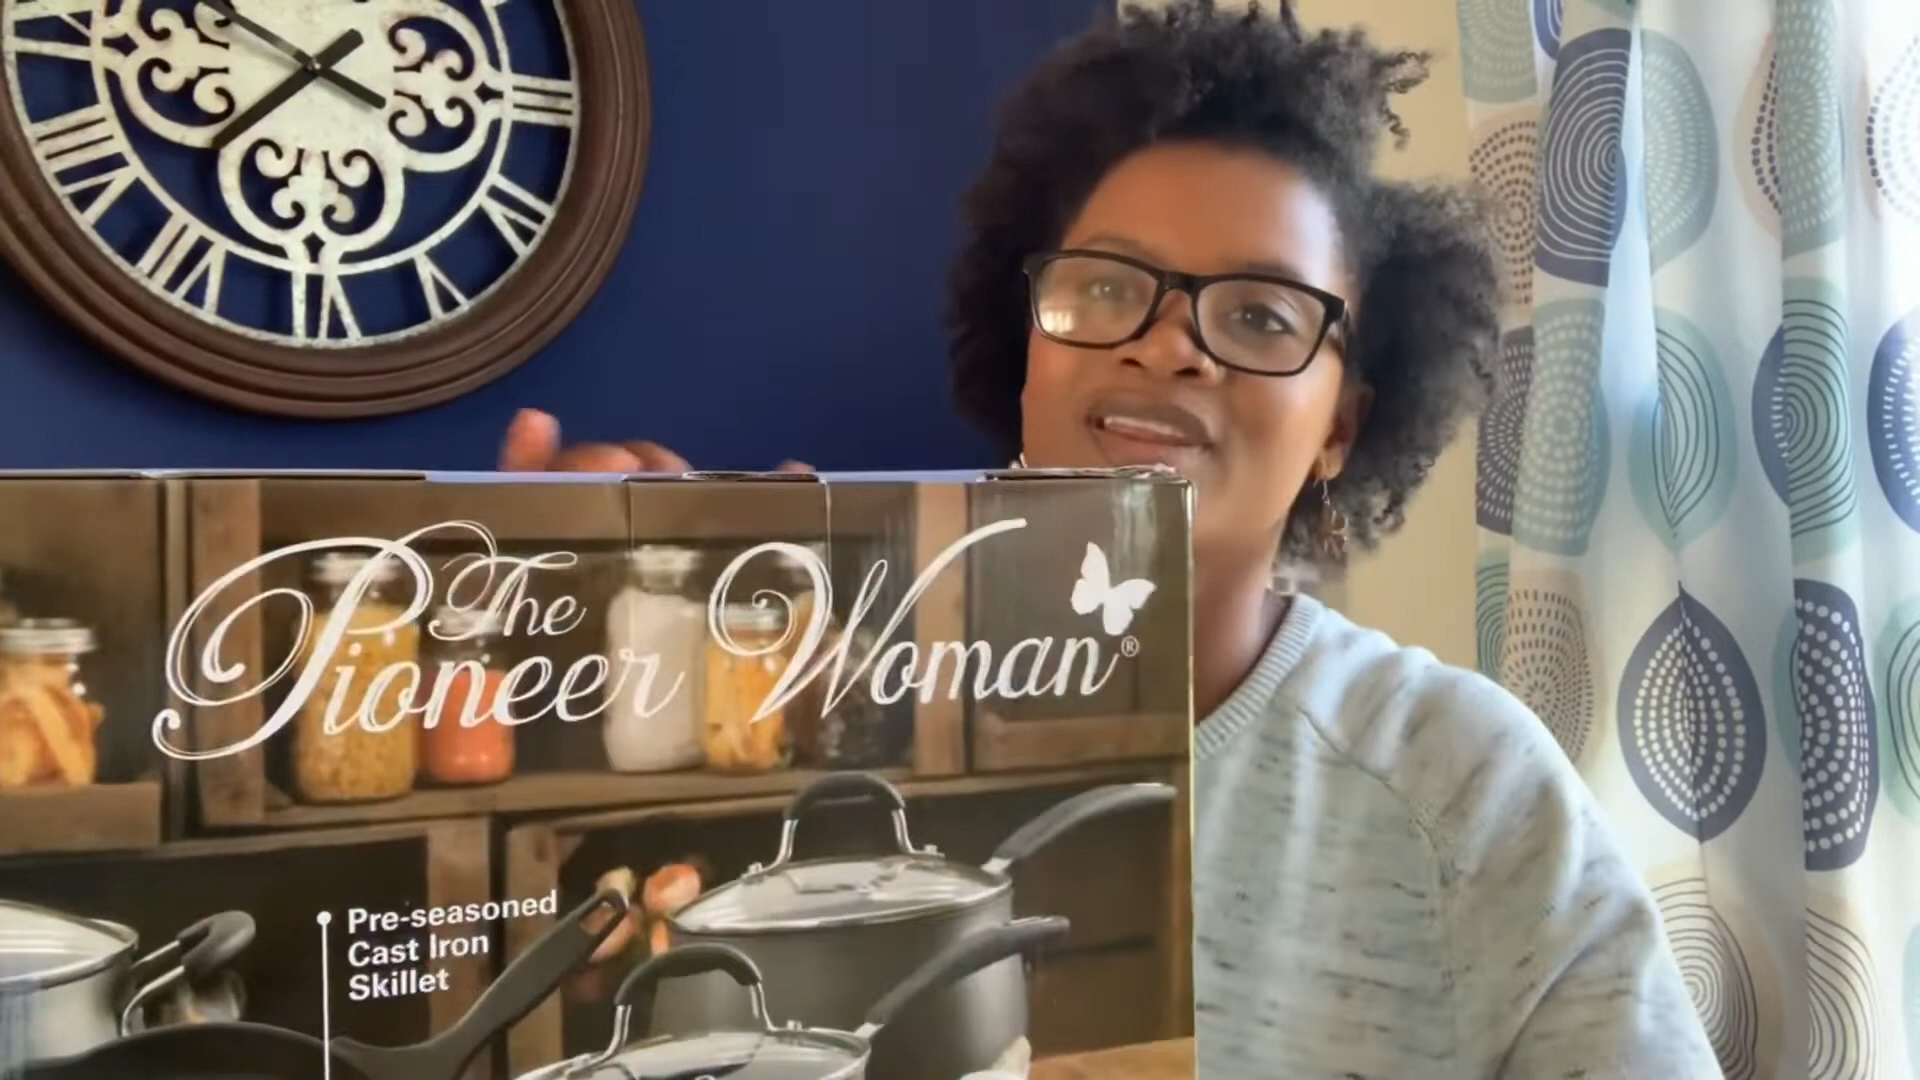 The
Pioneer Woman®
Pre-seasoned
Cast Iron
Skillet